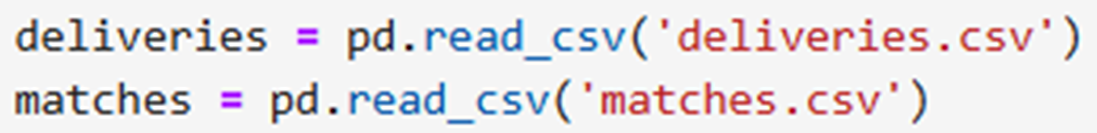 deliveries = pd.read_csv('deliveries.csv')
matches = pd.read_csv('matches.csv')